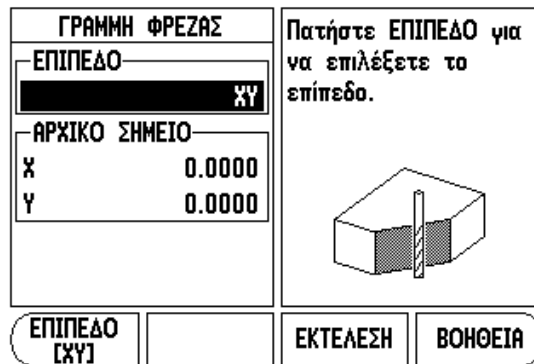 ΓΡΑΜΜΗ ΦΡΕΖΑΣ
ΕΠΙΠΕΔΟ
XY
ΑΡΧΙΚΟ ΣΗΜΕΙΟ
X 0.0000
Y 0.0000
Πατήστε ΕΠΙΠΕΔΟ για
να επιλέξετε το
επίπεδο.
ΕΠΙΠΕΔΟ
[XY]
ΕΚΤΕΛΕΣΗ
ΒΟΗΘΕΙΑ